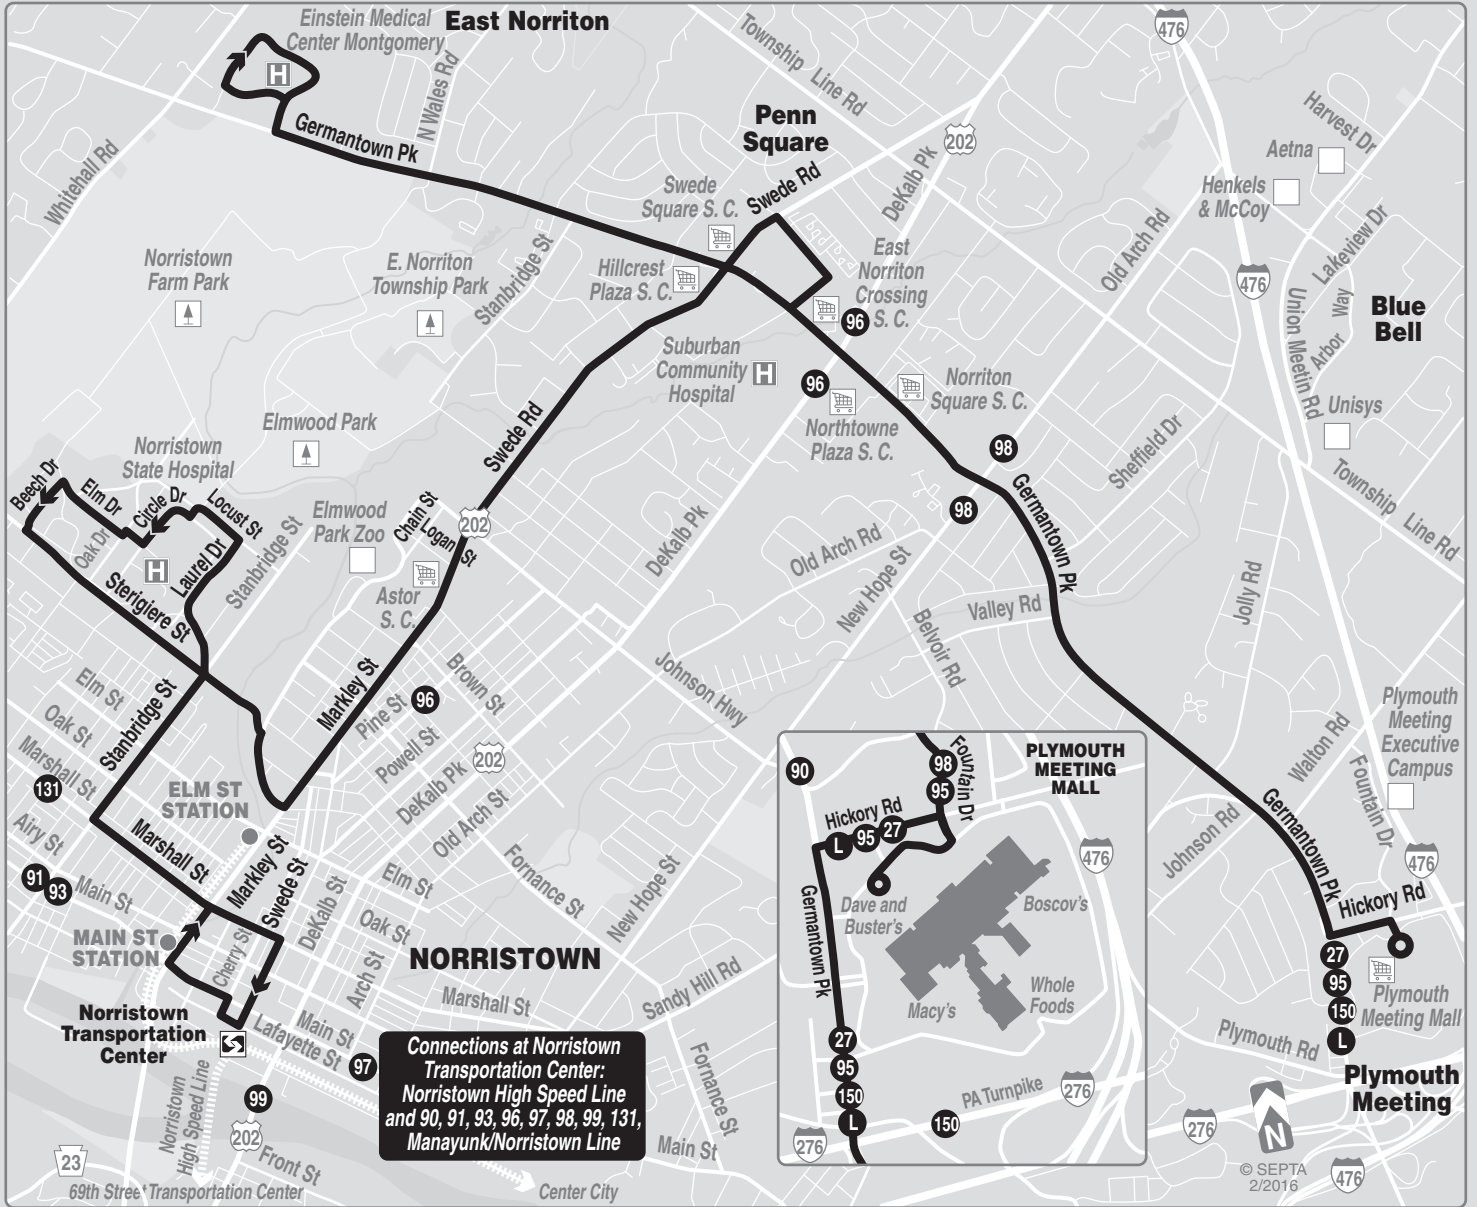 Einstein Medical
Center Montgomery
East Norriton
H
Germantown Pk
N Wales Rd
Whitehall Rd
Township Line Rd
476
Penn
Square
202
Harvest Dr
Aetna
Henkels
& McCoy
Swede
Square S. C.
Swede Rd
DeKalb Pk
Old Arch Rd
Lakeview Dr
Norristown
Farm Park
E. Norriton
Township Park
Stanbridge St
Hillcrest
Plaza S. C.
East
Norriton
Crossing
S. C.
96
476
Union Meetin Rd
Arbor Way
Blue
Bell
Suburban
Community
Hospital
H
96
Norriton
Square S. C.
Northtowne
Plaza S. C.
Unisys
Elmwood Park
Swede Rd
98
Sheffield Dr
Township Line Rd
Norristown
State Hospital
Beech Dr
Elm Dr
Circle Dr
Locust St
Oak Dr
H
Laurel Dr
Stanbridge St
Sterigiere St
Elmwood
Park Zoo
Chain St
Logan St
202
Astor
S. C.
98
Germantown Pk
DeKalb Pk
Old Arch Rd
New Hope St
Belvoir Rd
Valley Rd
Jolly Rd
Elm St
Oak St
Marshall St
Stanbridge St
131
Markley St
Pine St
96
Brown St
Powell St
202
DeKalb Pk
Old Arch St
Johnson Hwy
Walton Rd
Plymouth
Meeting
Executive
Campus
Fountain Dr
Johnson Rd
Germantown Pk
476
Hickory Rd
ELM ST
STATION
Airy St
91
93
Main St
Marshall St
Markley St
Swede St
DeKalb St
Elm St
Oak St
Fornance St
New Hope St
MAIN ST
STATION
Cherry St
Arch St
NORRISTOWN
Marshall St
Sandy Hill Rd
Norristown
Transportation
Center
S
Main St
Lafayette St
97
99
202
Norristown
High Speed Line
Front St
23
69th Street Transportation Center
Center City
Connections at Norristown
Transportation Center:
Norristown High Speed Line
and 90, 91, 93, 96, 97, 98, 99, 131,
Manayunk/Norristown Line
Fornance St
Main St
PLYMOUTH
MEETING
MALL
90
98
95
Fountain Dr
Hickory Rd
L
95
27
476
Dave and
Buster's
Boscov's
Germantown Pk
Macy's
Whole
Foods
27
95
150
L
276
150
PA Turnpike
276
27
95
150
L
Plymouth
Meeting Mall
Plymouth Rd
Plymouth
Meeting
276
N
476
© SEPTA
2/2016